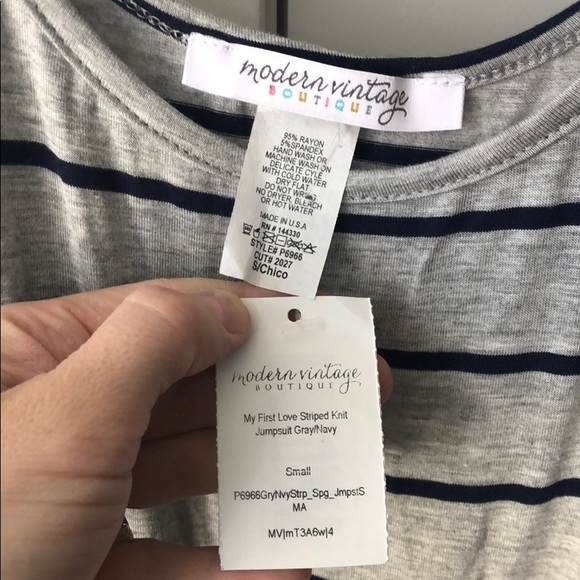 modern vintage
BOUTIQUE
95% RAYON
5%SPANDEX
HAND WASH OR
MACHINE WASH ON
DELICATE CYLE
WITH COLD WATER
DRY FLAT
DO NOT WRING
NO DRYER, BLEACH
OR HOT WATER
MADE IN U.S.A
RN # 144330
STYLE# P6966
CUT# 2027
S/Chico
modern vintage
BOUTIQUE
My First Love Striped Knit
Jumpsuit Gray/Navy
Small
P6966GryNvyStrp_Spg_JmpstS
MA
MV|mT3A6w|4